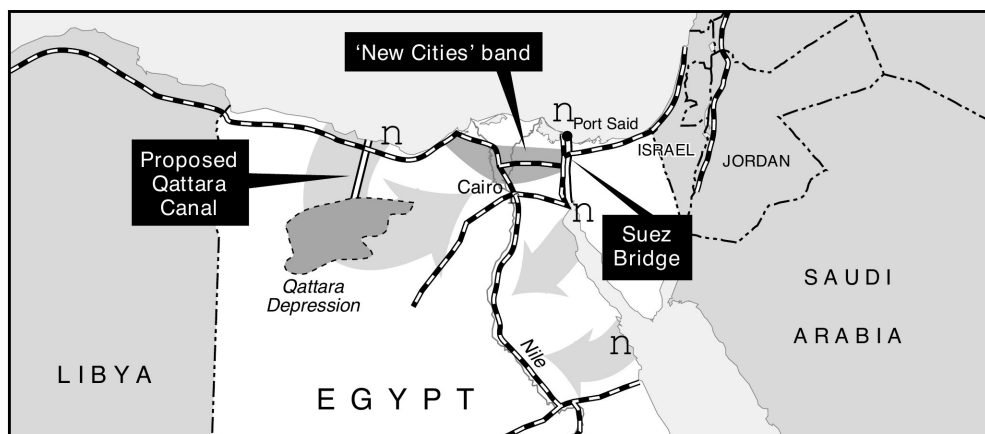 'New Cities' band
n
n
Port Said
ISRAEL
JORDAN
Proposed
Qattara
Canal
Cairo
n
Suez
Bridge
Qattara
Depression
SAUDI
ARABIA
n
Nile
LIBYA
EGYPT